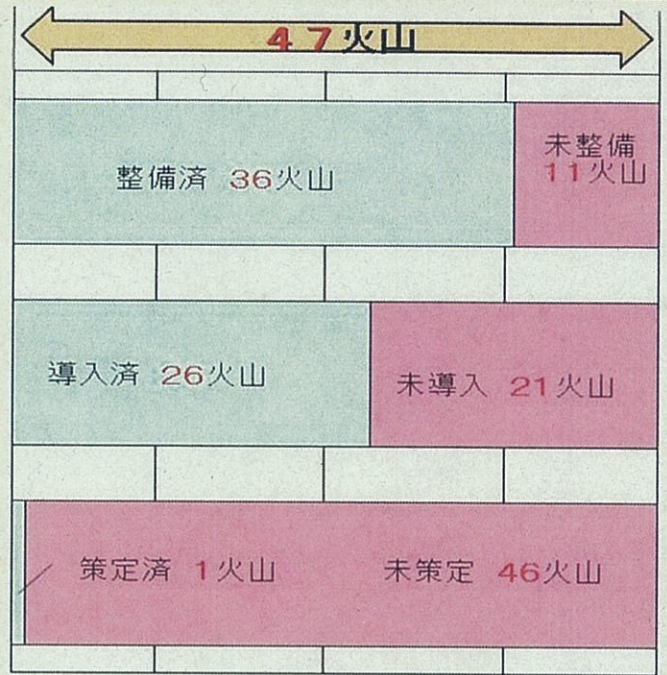 47火山
整備済 36火山
未整備
11火山
導入済 26火山
未導入 21火山
策定済 1火山
未策定 46火山